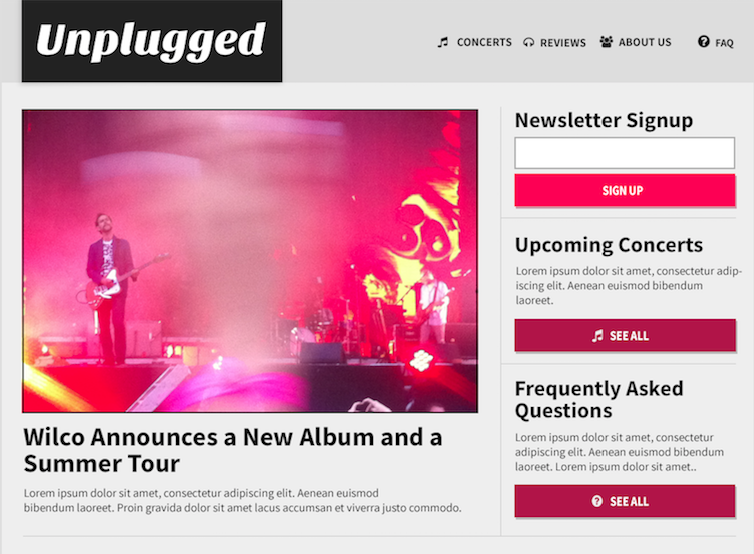 Unplugged
CONCERTS
REVIEWS
ABOUT US
FAQ
Wilco Announces a New Album and a
Summer Tour
Lorem ipsum dolor sit amet, consectetur adipiscing elit. Aenean euismod
bibendum laoreet. Proin gravida dolor sit amet lacus accumsan et viverra justo commodo.
Newsletter Signup
SIGN UP
Upcoming Concerts
Lorem ipsum dolor sit amet, consectetur adip-
iscing elit. Aenean euismod bibendum
laoreet.
SEE ALL
Frequently Asked
Questions
Lorem ipsum dolor sit amet, consectetur
adipiscing elit. Aenean euismod bibendum
laoreet. Lorem ipsum dolor sit amet..
SEE ALL